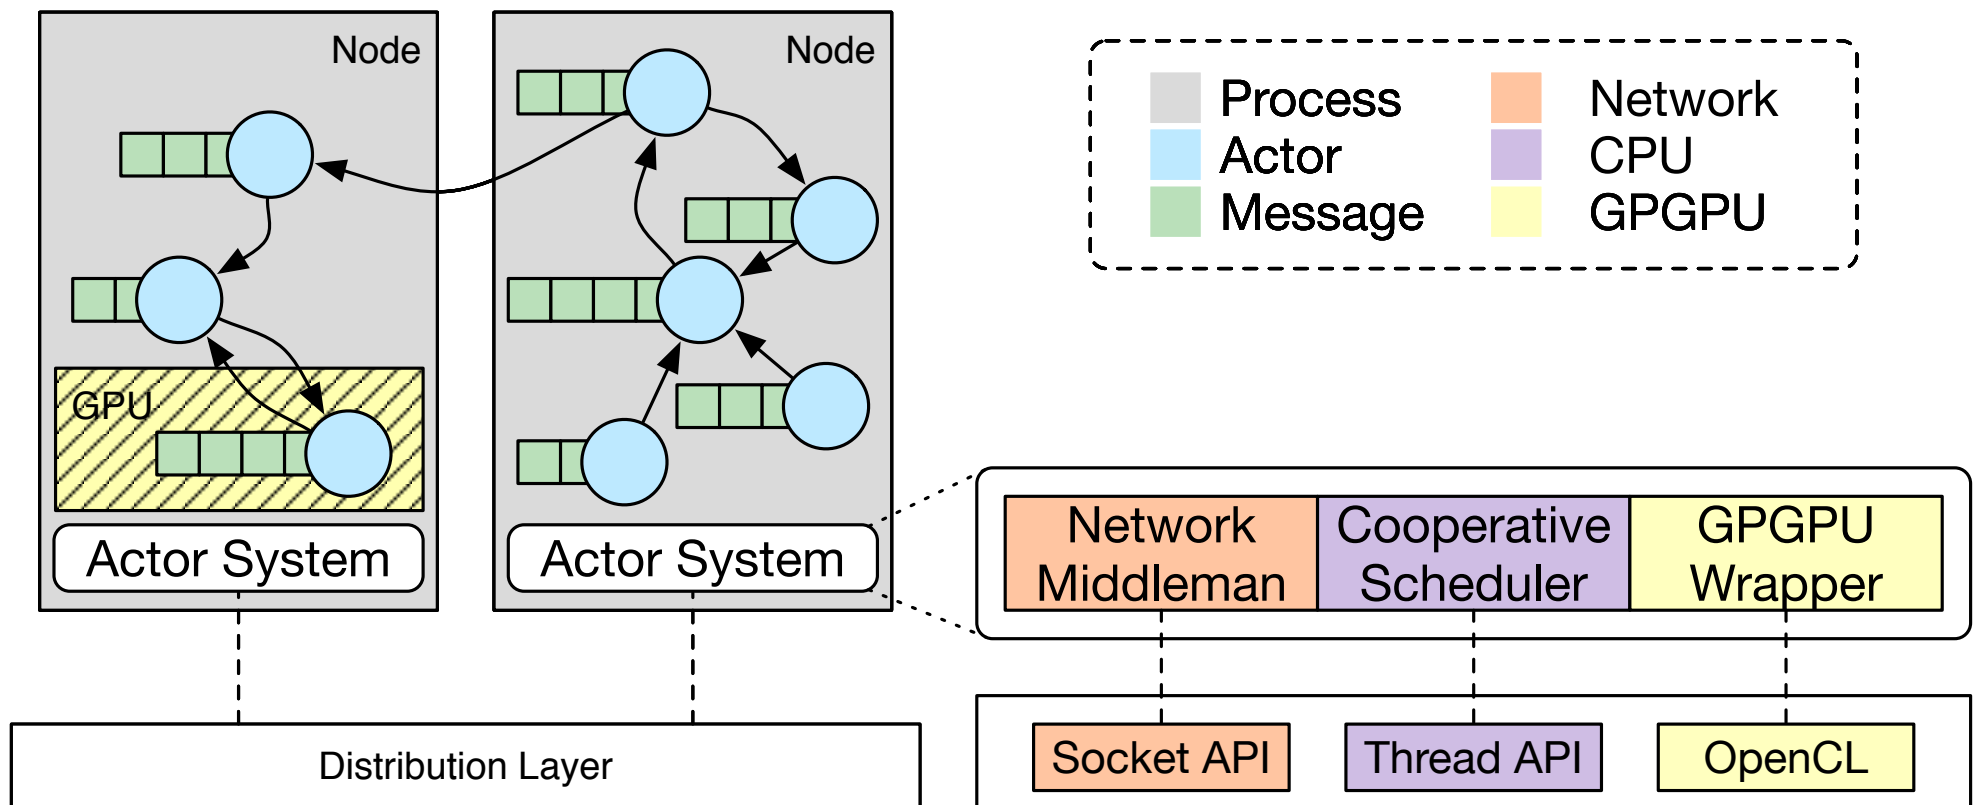 Node
Node
Process
Network
Actor
CPU
Message
GPGPU
GPU
Actor System
Actor System
Network
Middleman
Cooperative
Scheduler
GPGPU
Wrapper
Distribution Layer
Socket API
Thread API
OpenCL